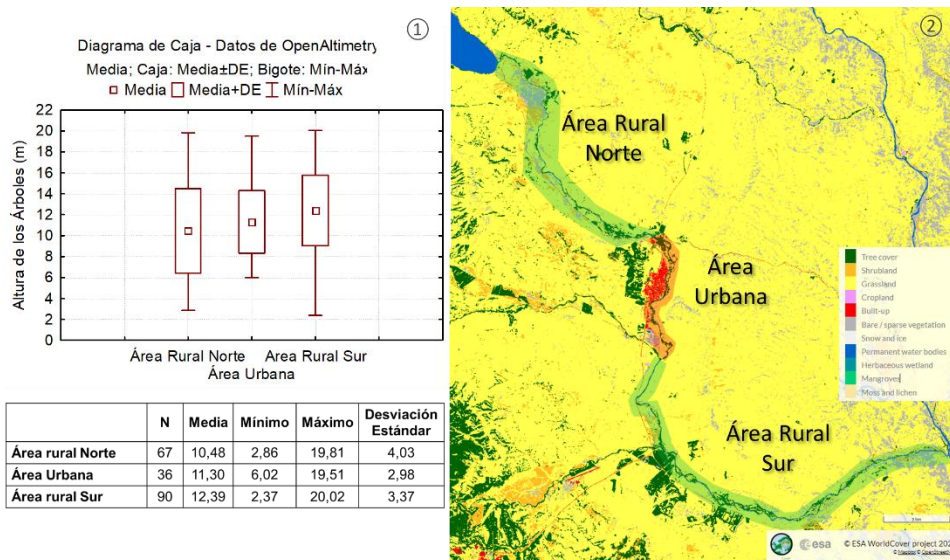 ①
Diagrama de Caja - Datos de OpenAltimetry
Media; Caja: Media±DE; Bigote: Mín-Máx
Media Media+DE Mín-Máx
Altura de los Árboles (m)
22
20
18
16
14
12
10
8
6
4
2
0
Área Rural Norte Area Rural Sur
Área Urbana
N Media Mínimo Máximo Desviación Estándar
Área rural Norte 67 10,48 2,86 19,81 4,03
Área Urbana 36 11,30 6,02 19,51 2,98
Área rural Sur 90 12,39 2,37 20,02 3,37
②
Área Rural
Norte
Área
Urbana
Área Rural
Sur
Tree cover
Shrubland
Grassland
Cropland
Built-up
Bare / sparse vegetation
Snow and ice
Permanent water bodies
Herbaceous wetland
Mangroves
Moss and lichen
esa
© ESA WorldCover project 202